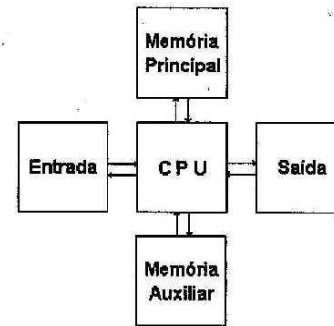 Memória
Principal
Entrada
CPU
Saída
Memória
Auxiliar